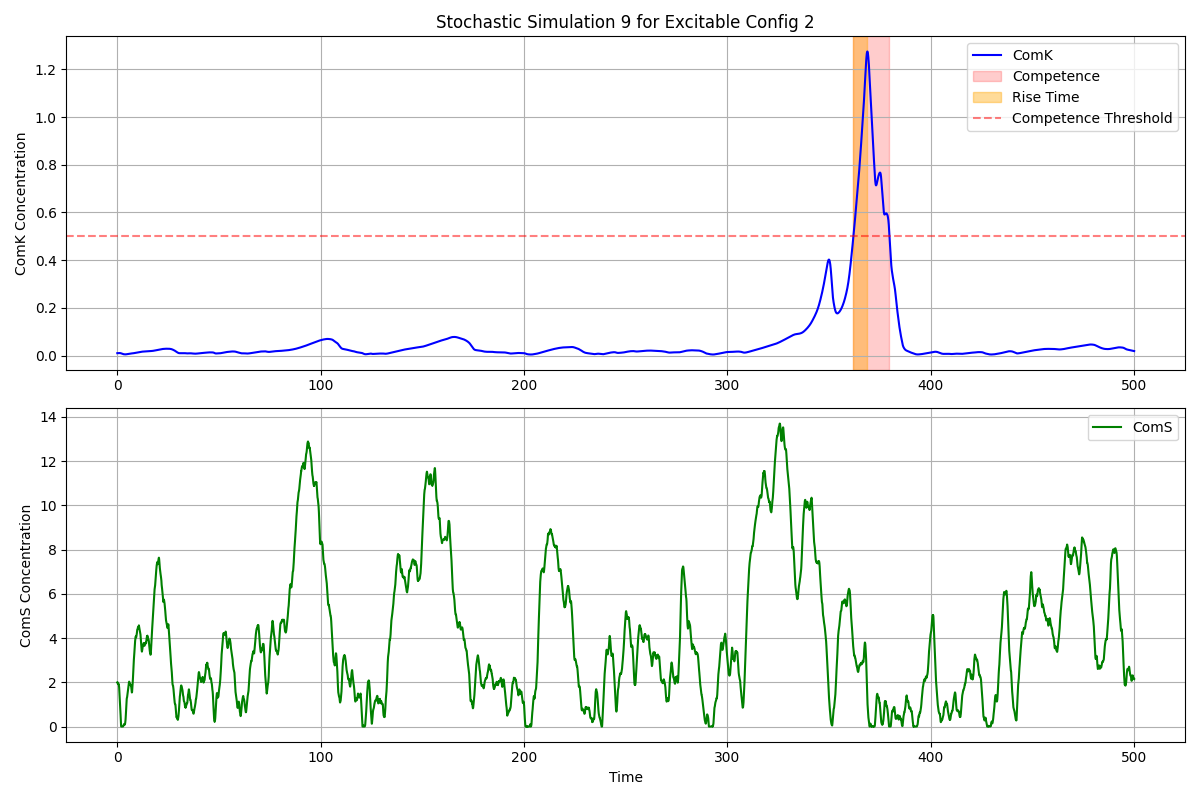 Stochastic Simulation 9 for Excitable Config 2
ComK Concentration
1.2
1.0
0.8
0.6
0.4
0.2
0.0
ComK
Competence
Rise Time
Competence Threshold
0 100 200 300 400 500
ComS Concentration
14
12
10
8
6
4
2
0
ComS
0 100 200 300 400 500
Time